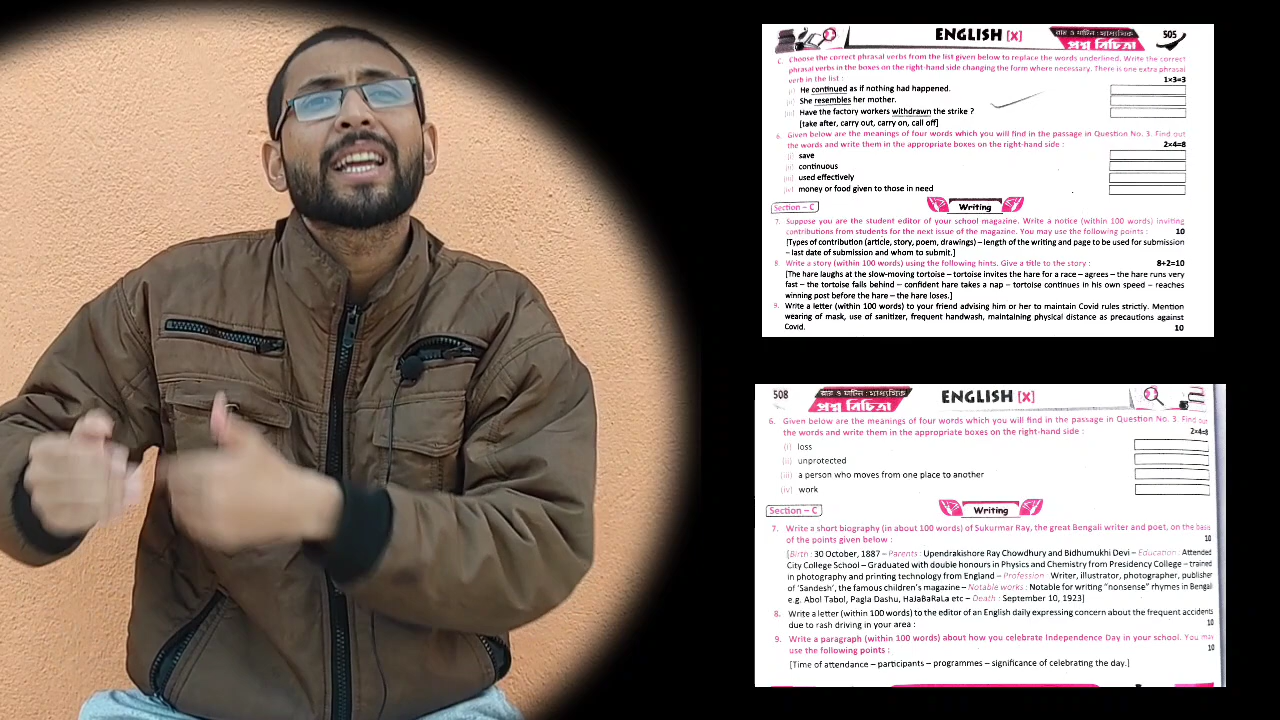 ENGLISH [X]
রায় ও মার্টিন : মাধ্যমিক
প্রশ্ন বিচিত্রা
505
C. Choose the correct phrasal verbs from the list given below to replace the words underlined. Write the correct
phrasal verbs in the boxes on the right-hand side changing the form where necessary. There is one extra phrasal
verb in the list : 1×3=3
(i) He continued as if nothing had happened.
(ii) She resembles her mother.
(iii) Have the factory workers withdrawn the strike ?
[take after, carry out, carry on, call off]
6. Given below are the meanings of four words which you will find in the passage in Question No. 3. Find out
the words and write them in the appropriate boxes on the right-hand side : 2×4=8
(i) save
(ii) continuous
(iii) used effectively
(iv) money or food given to those in need
Section – C
Writing
7. Suppose you are the student editor of your school magazine. Write a notice (within 100 words) inviting
contributions from students for the next issue of the magazine. You may use the following points : 10
[Types of contribution (article, story, poem, drawings) – length of the writing and page to be used for submission
– last date of submission and whom to submit.]
8. Write a story (within 100 words) using the following hints. Give a title to the story : 8+2=10
[The hare laughs at the slow-moving tortoise – tortoise invites the hare for a race – agrees – the hare runs very
fast – the tortoise falls behind – confident hare takes a nap – tortoise continues in his own speed – reaches
winning post before the hare – the hare loses.]
9. Write a letter (within 100 words) to your friend advising him or her to maintain Covid rules strictly. Mention
wearing of mask, use of sanitizer, frequent handwash, maintaining physical distance as precautions against
Covid. 10
508
রায় ও মার্টিন : মাধ্যমিক
প্রশ্ন বিচিত্রা
ENGLISH [X]
6. Given below are the meanings of four words which you will find in the passage in Question No. 3. Find out
the words and write them in the appropriate boxes on the right-hand side : 2×4=8
(i) loss
(ii) unprotected
(iii) a person who moves from one place to another
(iv) work
Section – C
Writing
7. Write a short biography (in about 100 words) of Sukurmar Ray, the great Bengali writer and poet, on the basis
of the points given below : 10
[Birth : 30 October, 1887 – Parents : Upendrakishore Ray Chowdhury and Bidhumukhi Devi – Education : Attended
City College School – Graduated with double honours in Physics and Chemistry from Presidency College – trained
in photography and printing technology from England – Profession : Writer, illustrator, photographer, publisher
of 'Sandesh', the famous children's magazine – Notable works : Notable for writing "nonsense" rhymes in Bengali
e.g. Abol Tabol, Pagla Dashu, HaJaBaRaLa etc – Death : September 10, 1923]
8. Write a letter (within 100 words) to the editor of an English daily expressing concern about the frequent accidents
due to rash driving in your area : 10
9. Write a paragraph (within 100 words) about how you celebrate Independence Day in your school. You may
use the following points : 10
[Time of attendance – participants – programmes – significance of celebrating the day.]